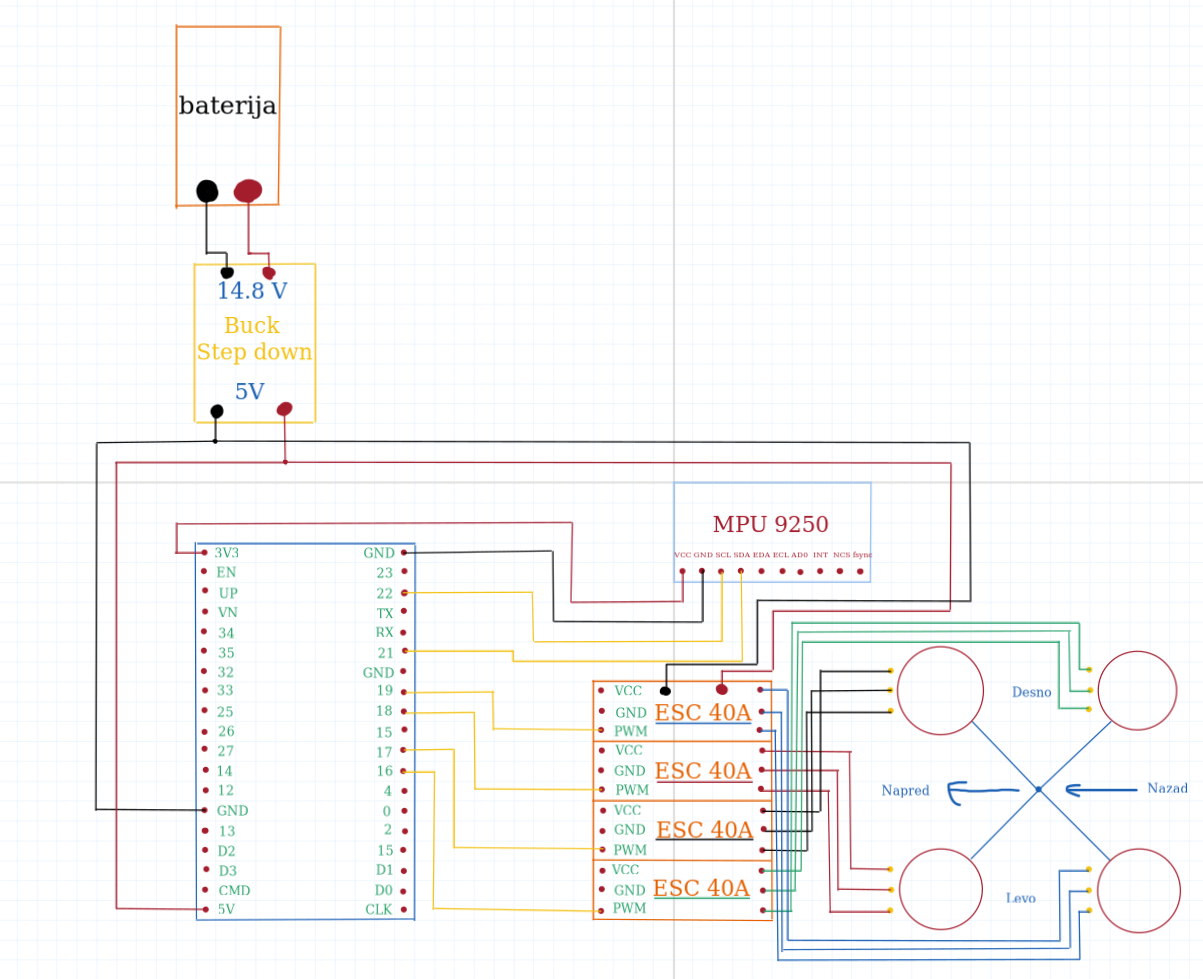 baterija
14.8 V
Buck
Step down
5V
MPU 9250
VCC GND SCL SDA EDA ECL AD0 INT NCS fsync
3V3 GND
EN 23
UP 22
VN TX
34 RX
35 21
32 GND
33 19
25 18
26 15
27 17
14 16
12 4
GND 0
13 2
D2 15
D3 D1
CMD D0
5V CLK
VCC
GND ESC 40A
PWM
VCC
GND ESC 40A
PWM
VCC
GND ESC 40A
PWM
VCC
GND ESC 40A
PWM
Desno
Napred Nazad
Levo